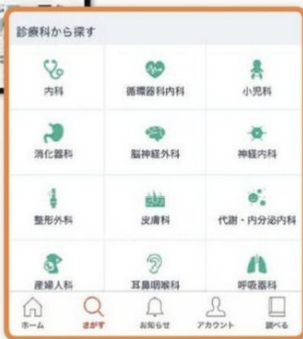 診療科から探す
内科
循環器科内科
小児科
消化器科
脳神経外科
神経内科
整形外科
皮膚科
代謝・内分泌内科
産婦人科
耳鼻咽喉科
呼吸器科
ホーム
さがす
お知らせ
アカウント
調べる